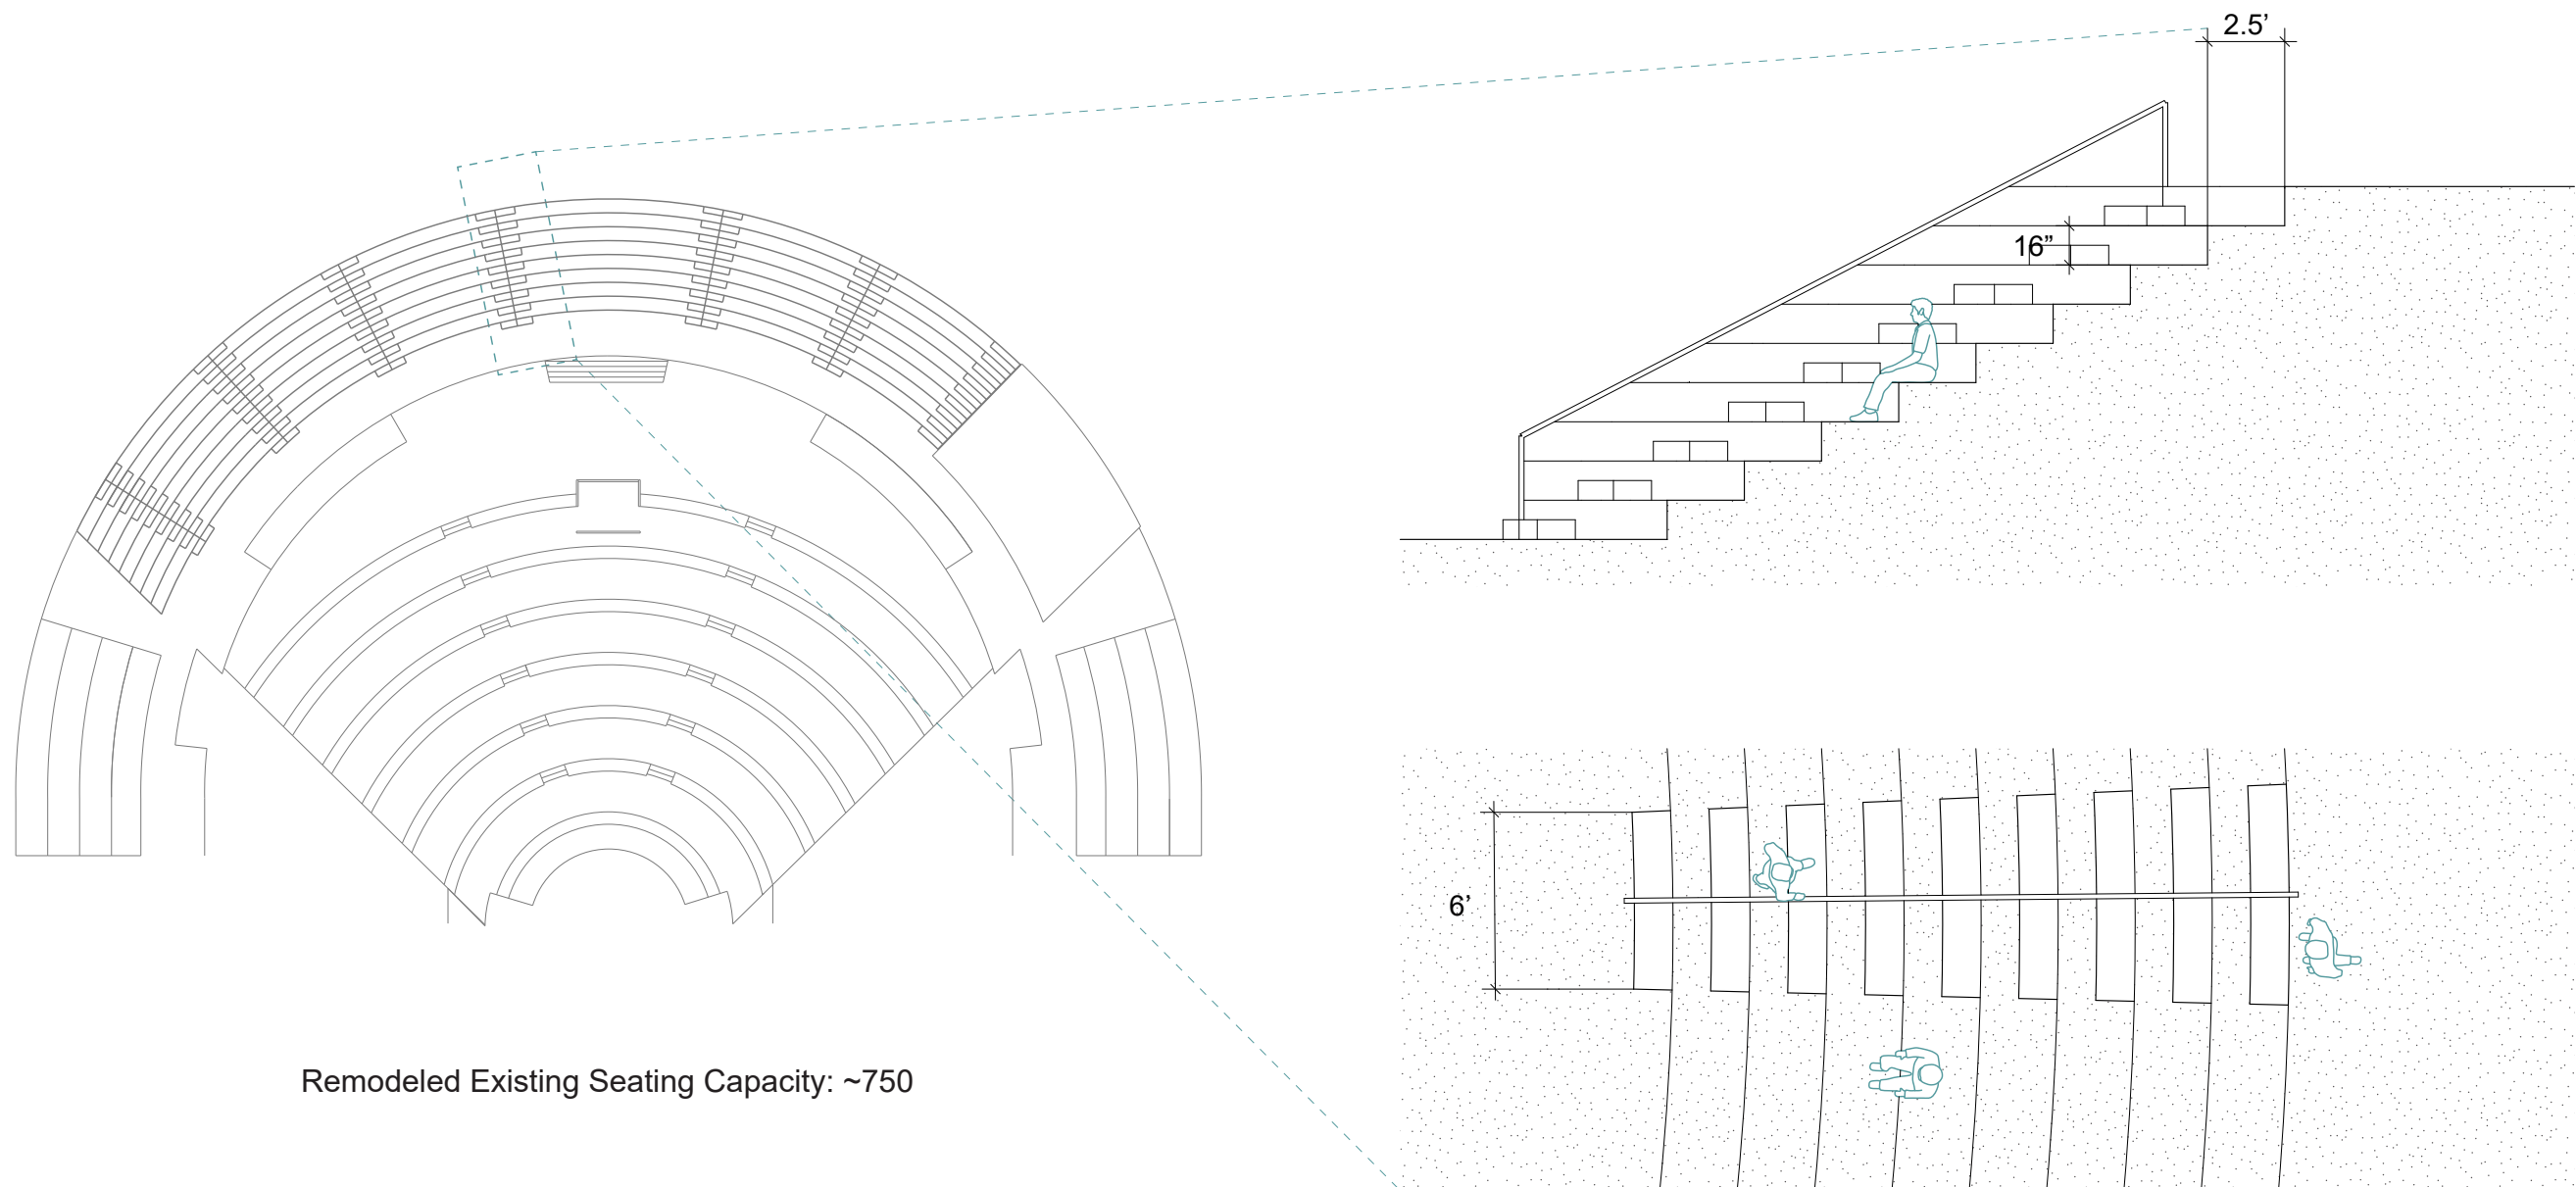 2.5’
16”
6’
Remodeled Existing Seating Capacity: ~750